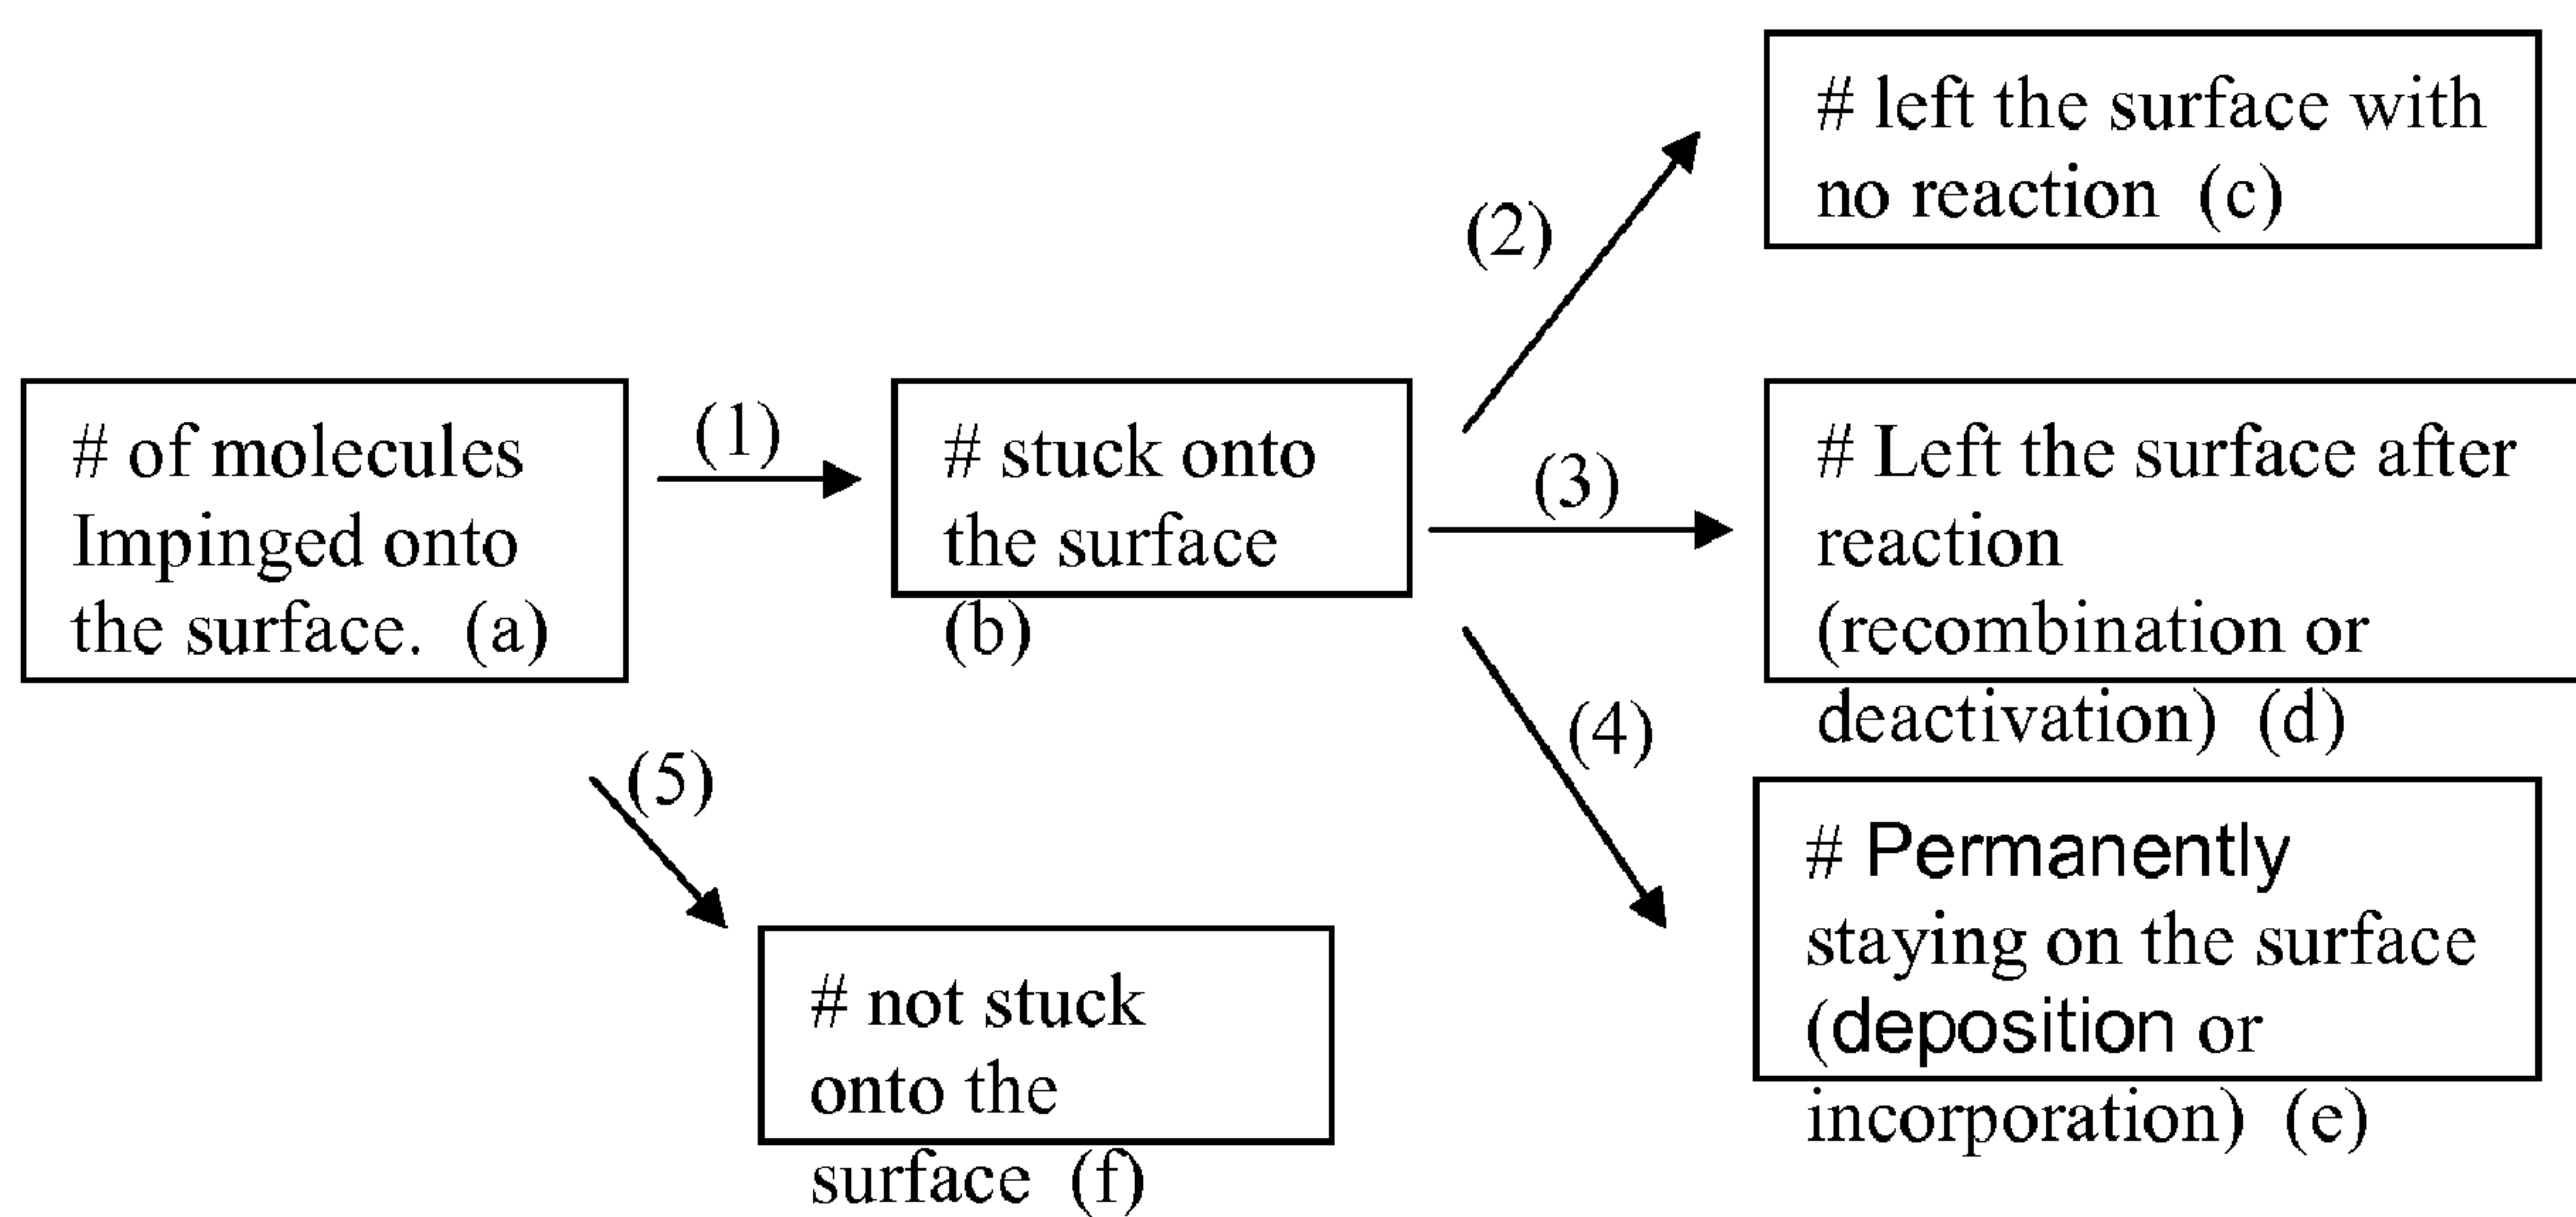 # of molecules
Impinged onto
the surface. (a)
(1)
# stuck onto
the surface
(b)
(2)
# left the surface with
no reaction (c)
(3)
# Left the surface after
reaction
(recombination or
deactivation) (d)
(4)
# Permanently
staying on the surface
(deposition or
incorporation) (e)
(5)
# not stuck
onto the
surface (f)